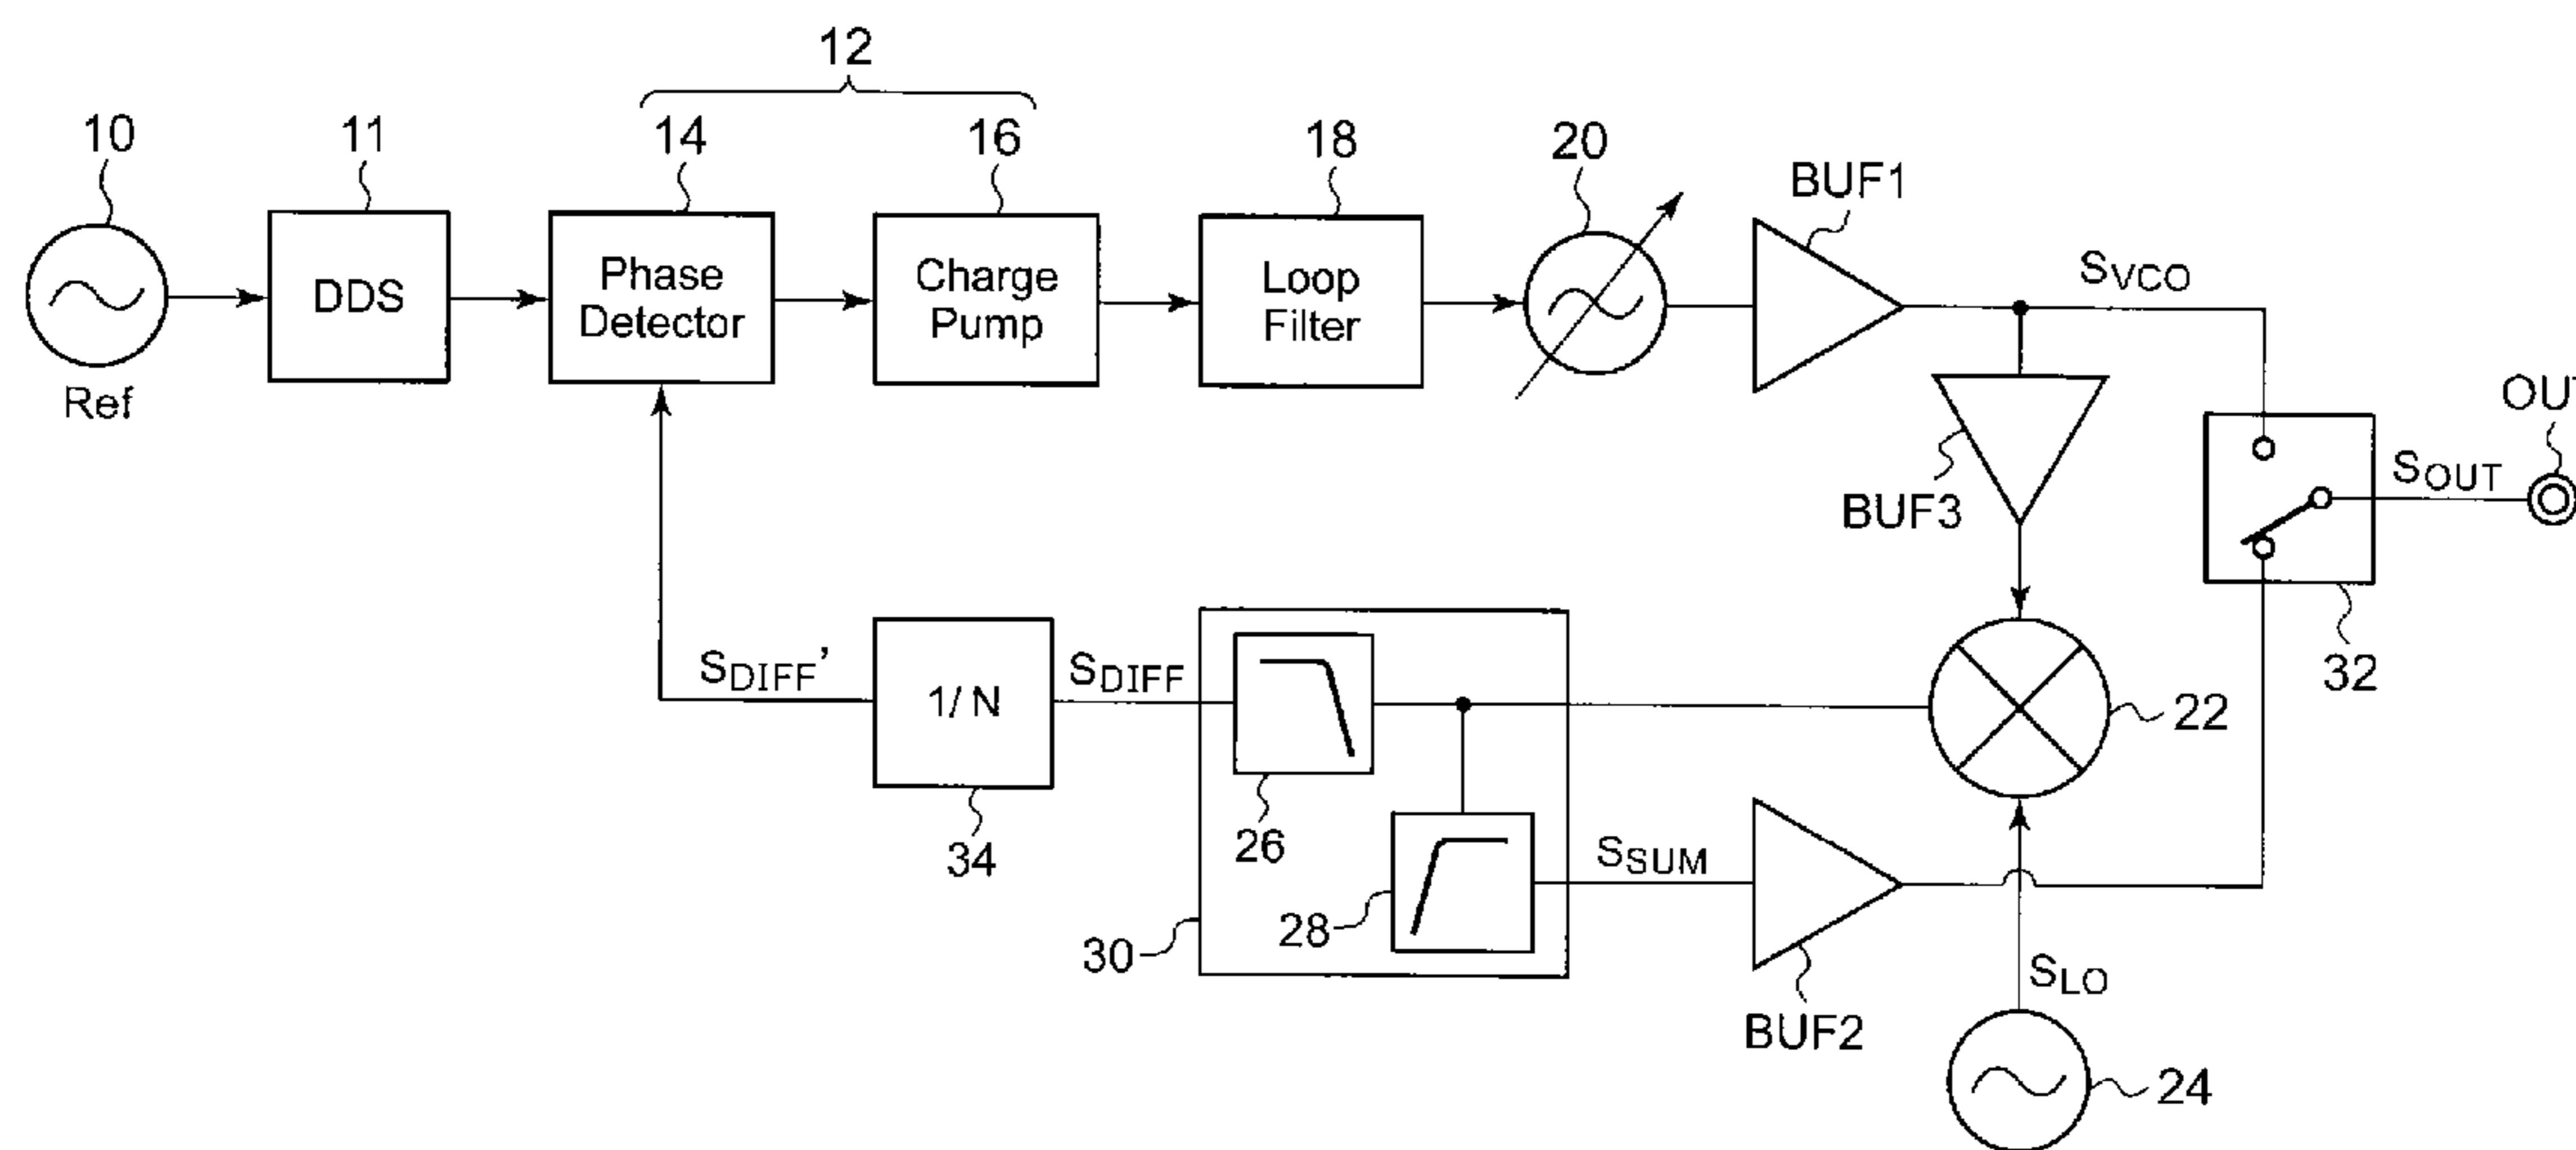 12
10
11
14
16
18
20
BUF1
DDS
Phase
Detector
Charge
Pump
Loop
Filter
SVCO
Ref
OUT
BUF3
SOUT
32
SDIFF'
1/N
SDIFF
22
34
26
SSUM
28
30
BUF2
SLO
24